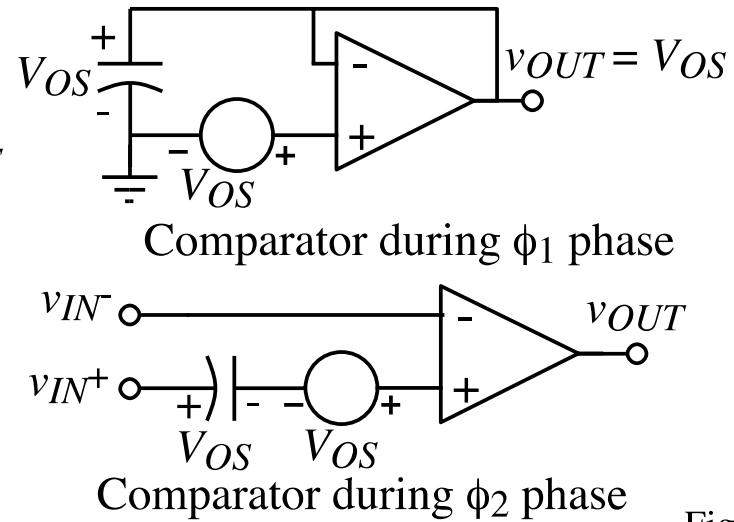 +
VOS
-
-
+
vOUT = VOS
− +
VOS
+
Comparator during ϕ1 phase
vIN-
-
vOUT
vIN+
+ - − +
+
VOS VOS
Comparator during ϕ2 phase